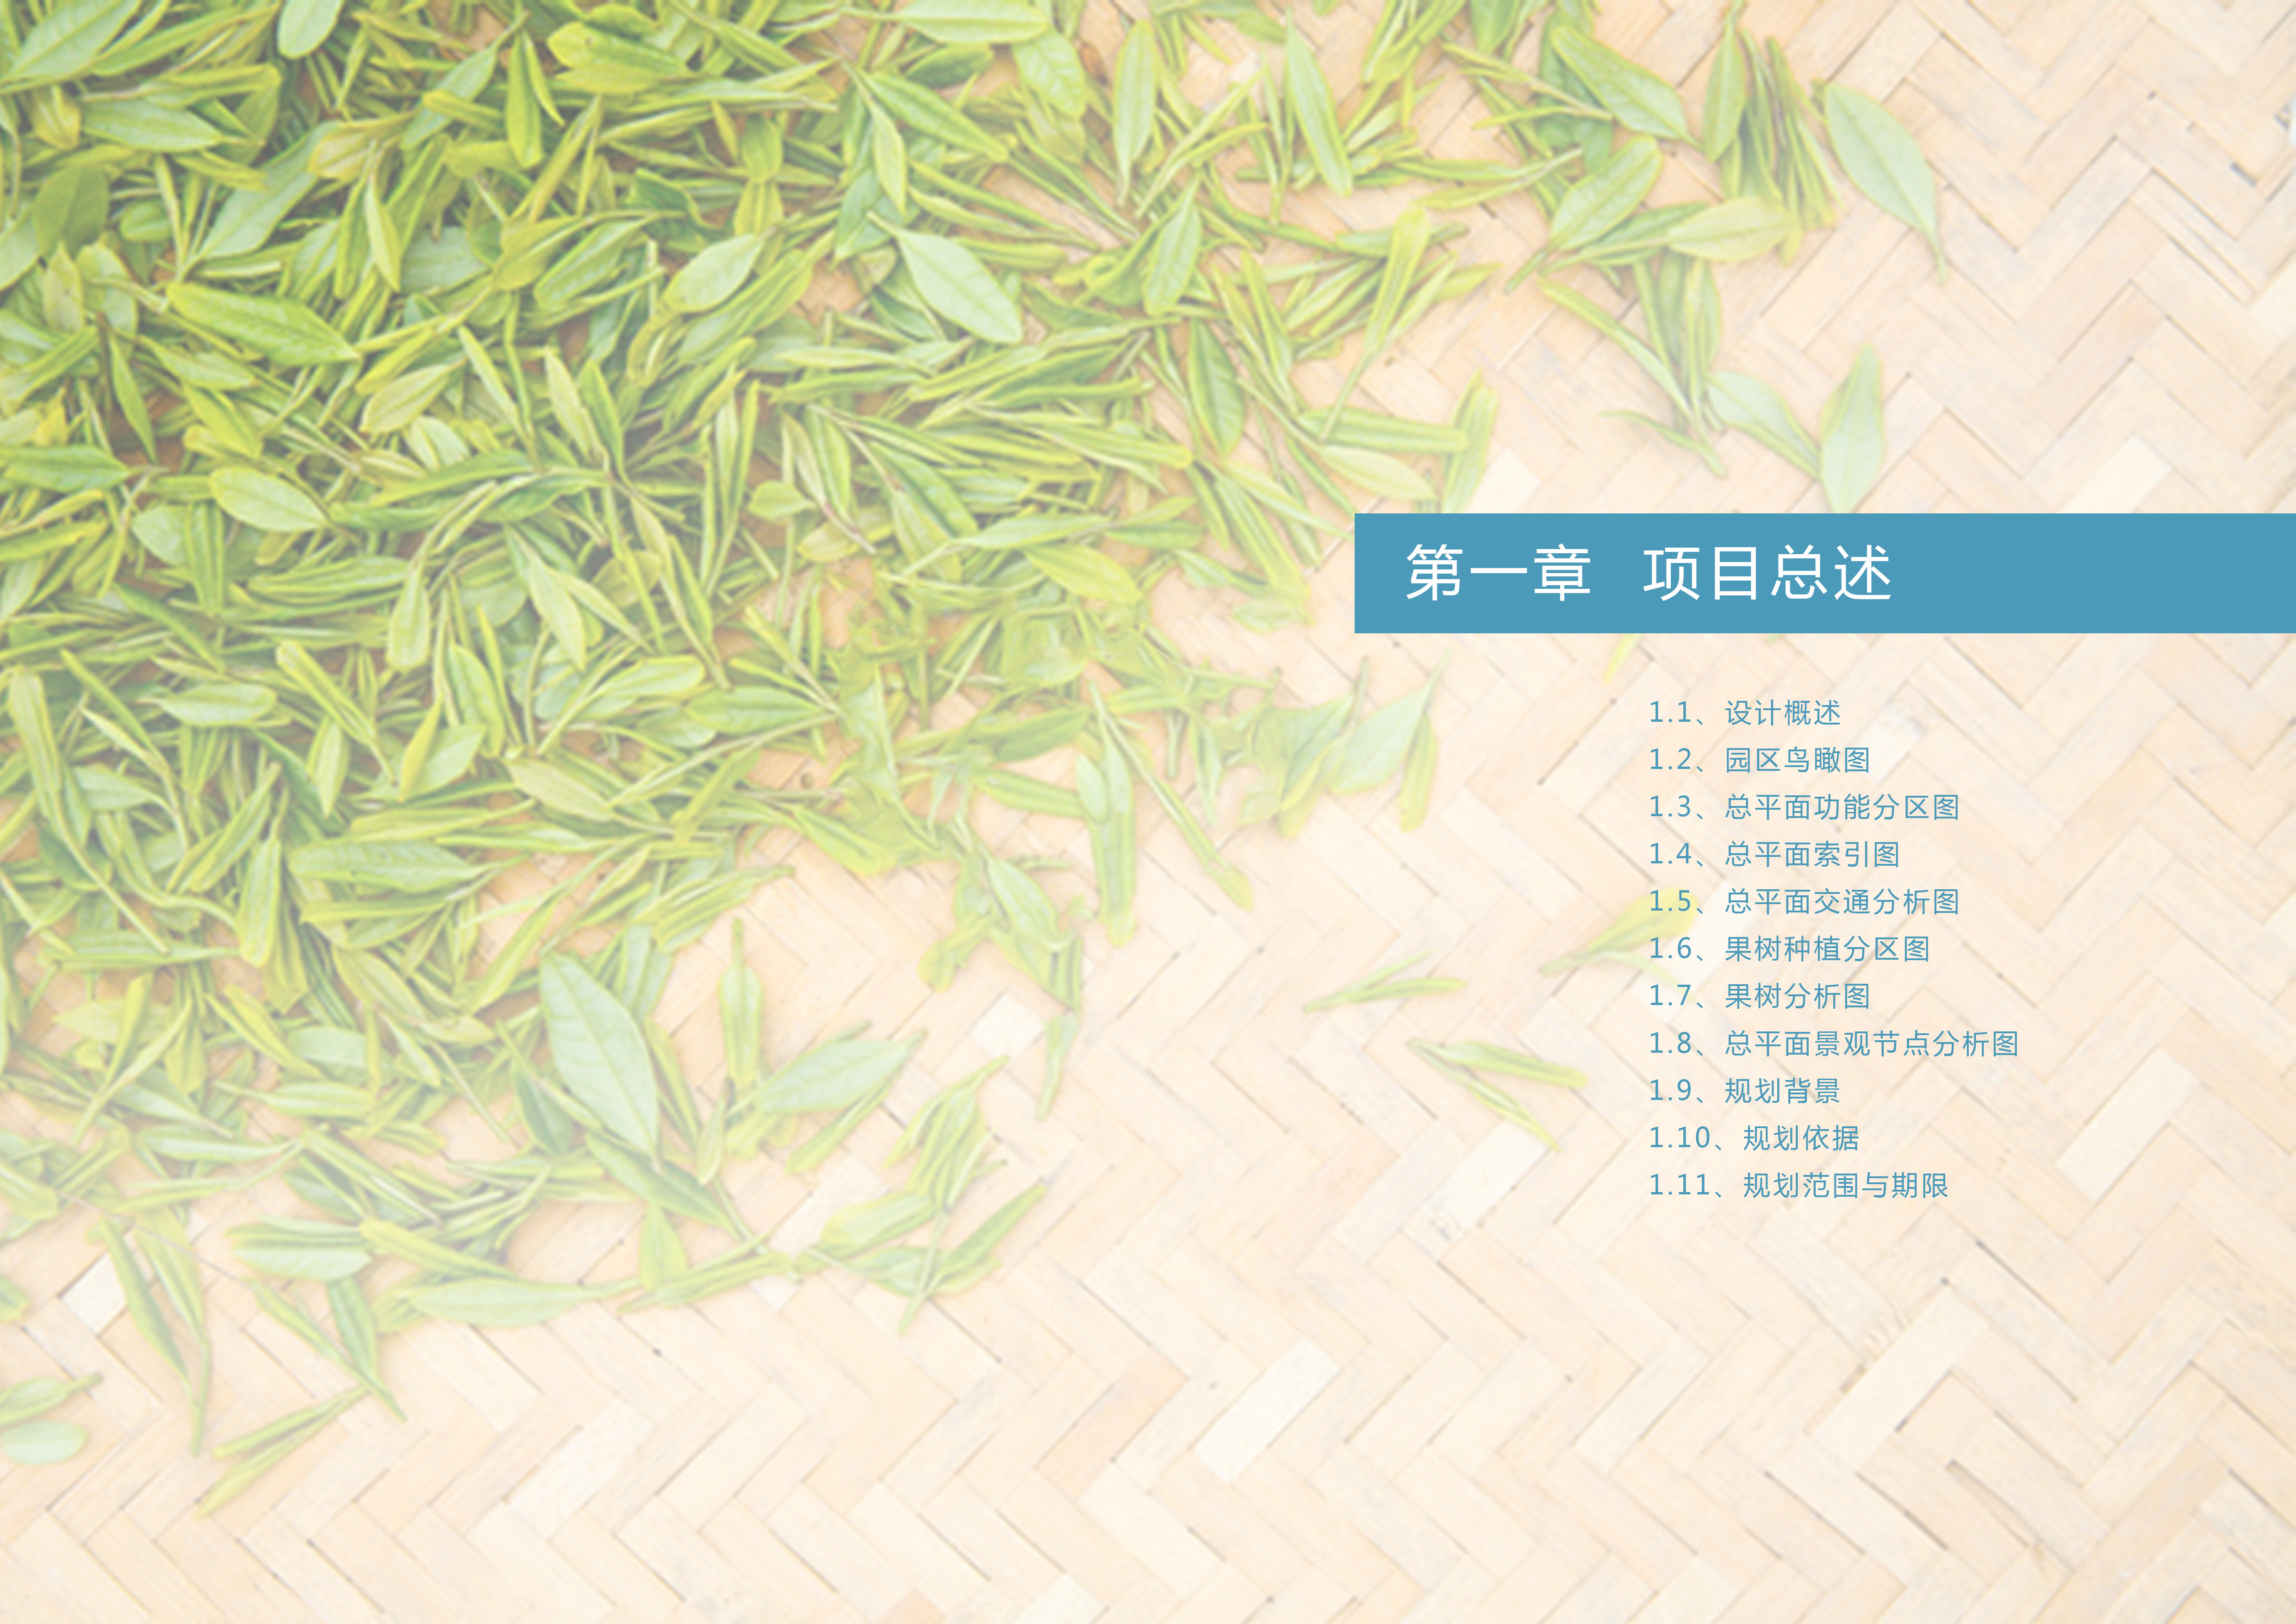 第一章 项目总述
1.1、设计概述
1.2、园区鸟瞰图
1.3、总平面功能分区图
1.4、总平面索引图
1.5、总平面交通分析图
1.6、果树种植分区图
1.7、果树分析图
1.8、总平面景观节点分析图
1.9、规划背景
1.10、规划依据
1.11、规划范围与期限